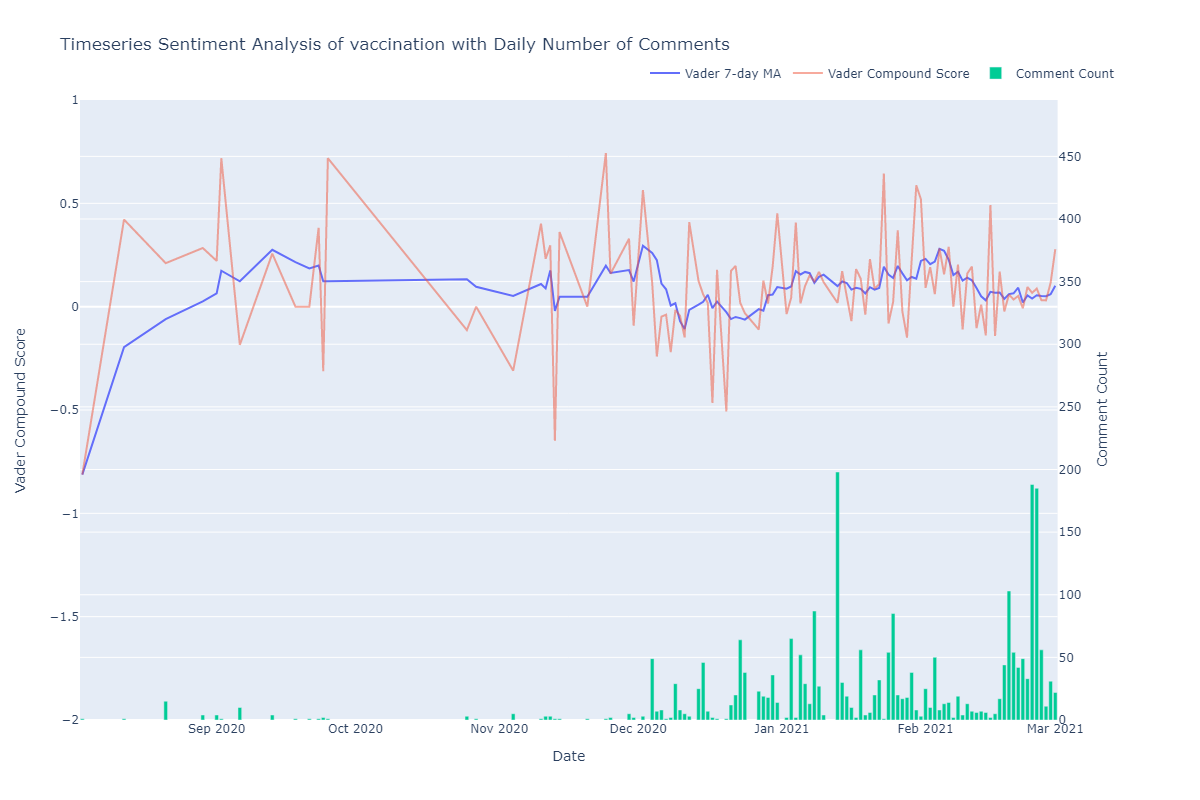 Timeseries Sentiment Analysis of vaccination with Daily Number of Comments
Vader 7-day MA
Vader Compound Score
Comment Count
1
0.5
0
−0.5
−1
−1.5
−2
Vader Compound Score
450
400
350
300
250
200
150
100
50
0
Comment Count
Sep 2020
Oct 2020
Nov 2020
Dec 2020
Jan 2021
Feb 2021
Mar 2021
Date